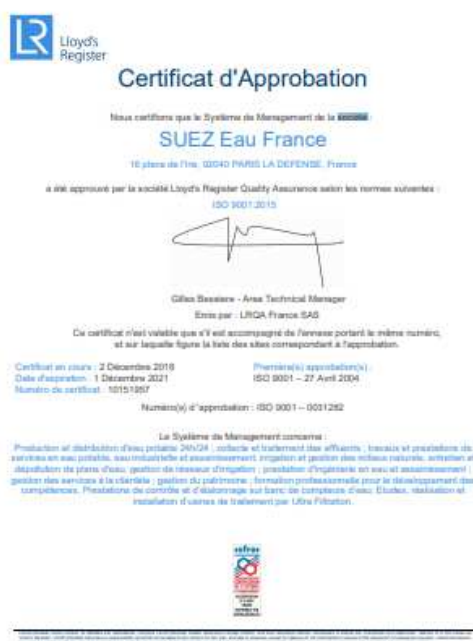 LR
Lloyd's
Register
Certificat d'Approbation
Nous certifions que le Système de Management de la société :
SUEZ Eau France
16 place de l'Iris, 92040 PARIS LA DEFENSE, France
a été approuvé par la société Lloyd's Register Quality Assurance selon les normes suivantes :
ISO 9001:2015
Gilles Bessiere - Area Technical Manager
Emis par : LRQA France SAS
Ce certificat n'est valable que s'il est accompagné de l'annexe portant le même numéro,
et sur laquelle figure la liste des sites correspondant à l'approbation.
Certificat en cours : 2 Décembre 2018
Date d'expiration : 1 Décembre 2021
Numéro de certificat : 10151957
Première(s) approbation(s) :
ISO 9001 – 27 Avril 2004
Numéro(s) d'approbation : ISO 9001 – 0031282
Le Système de Management concerne :
Production et distribution d'eau potable 24h/24 ; collecte et traitement des effluents ; travaux et prestations de
services en eau potable, eau industrielle et assainissement, irrigation et gestion des milieux naturels, entretien et
dépollution de plans d'eau, gestion de réseaux d'irrigation ; prestation d'ingénierie en eau et assainissement ;
gestion des services à la clientèle ; gestion du patrimoine ; formation professionnelle pour le développement des
compétences. Prestations de contrôle et d'étalonnage sur banc de compteurs d'eau. Etudes, réalisation et
installation d'usines de traitement par Ultra Filtration.
cofrac